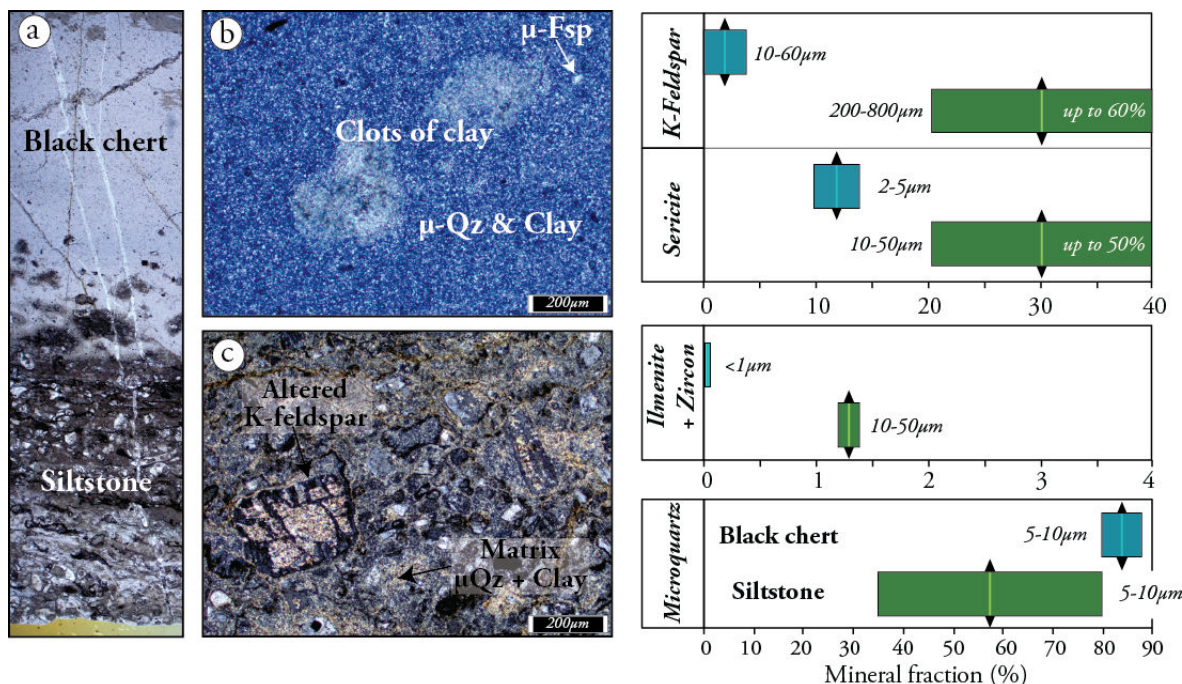 a
Black chert
Siltstone
b
μ-Fsp
Clots of clay
μ-Qz & Clay
200μm
c
Altered
K-feldspar
Matrix
μQz + Clay
200μm
K-Feldspar
10-60μm
200-800μm
up to 60%
Sericite
2-5μm
10-50μm
up to 50%
0 10 20 30 40
Ilmenite
+ Zircon
<1μm
10-50μm
0 1 2 3 4
Microquartz
Black chert
5-10μm
Siltstone
5-10μm
0 10 30 40 50 60 70 80 90
Mineral fraction (%)